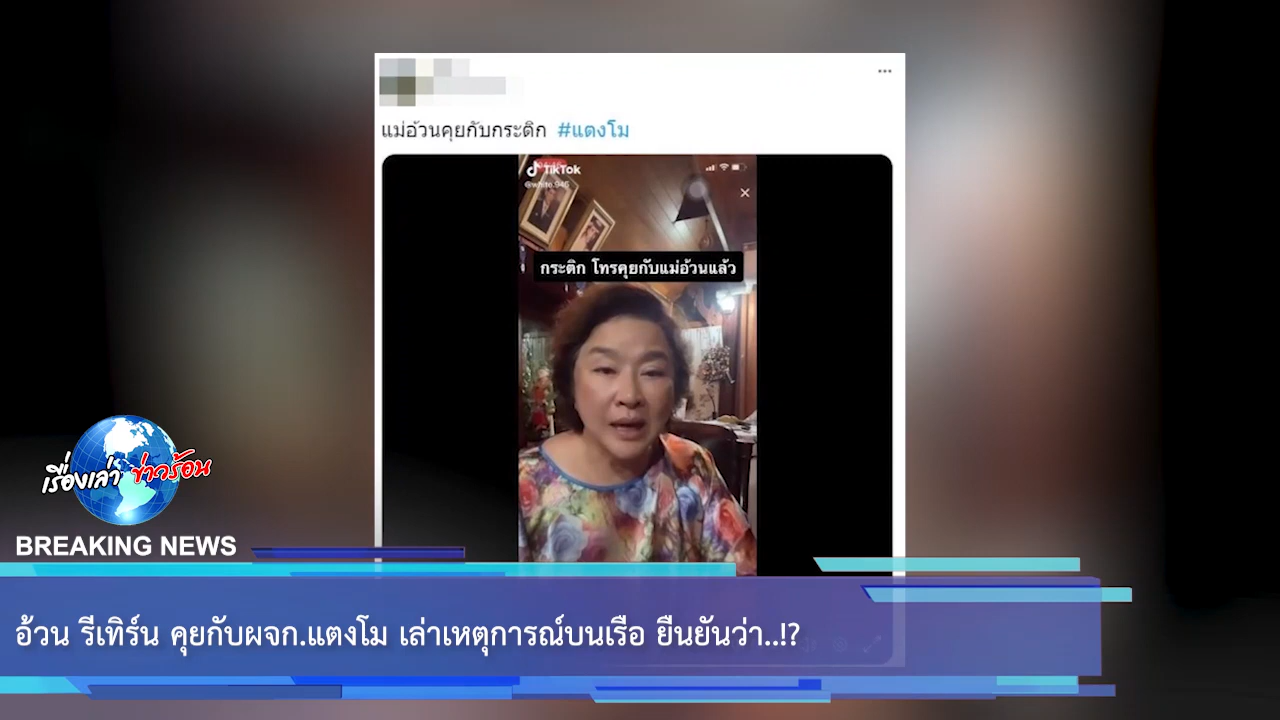 แม่อ้วนคุยกับกระติก #แตงโม
TikTok
@white.946
กระติก โทรคุยกับแม่อ้วนแล้ว
เรื่องเล่า ข่าวร้อน
BREAKING NEWS
อ้วน รีเทิร์น คุยกับผจก.แตงโม เล่าเหตุการณ์บนเรือ ยืนยันว่า..!?